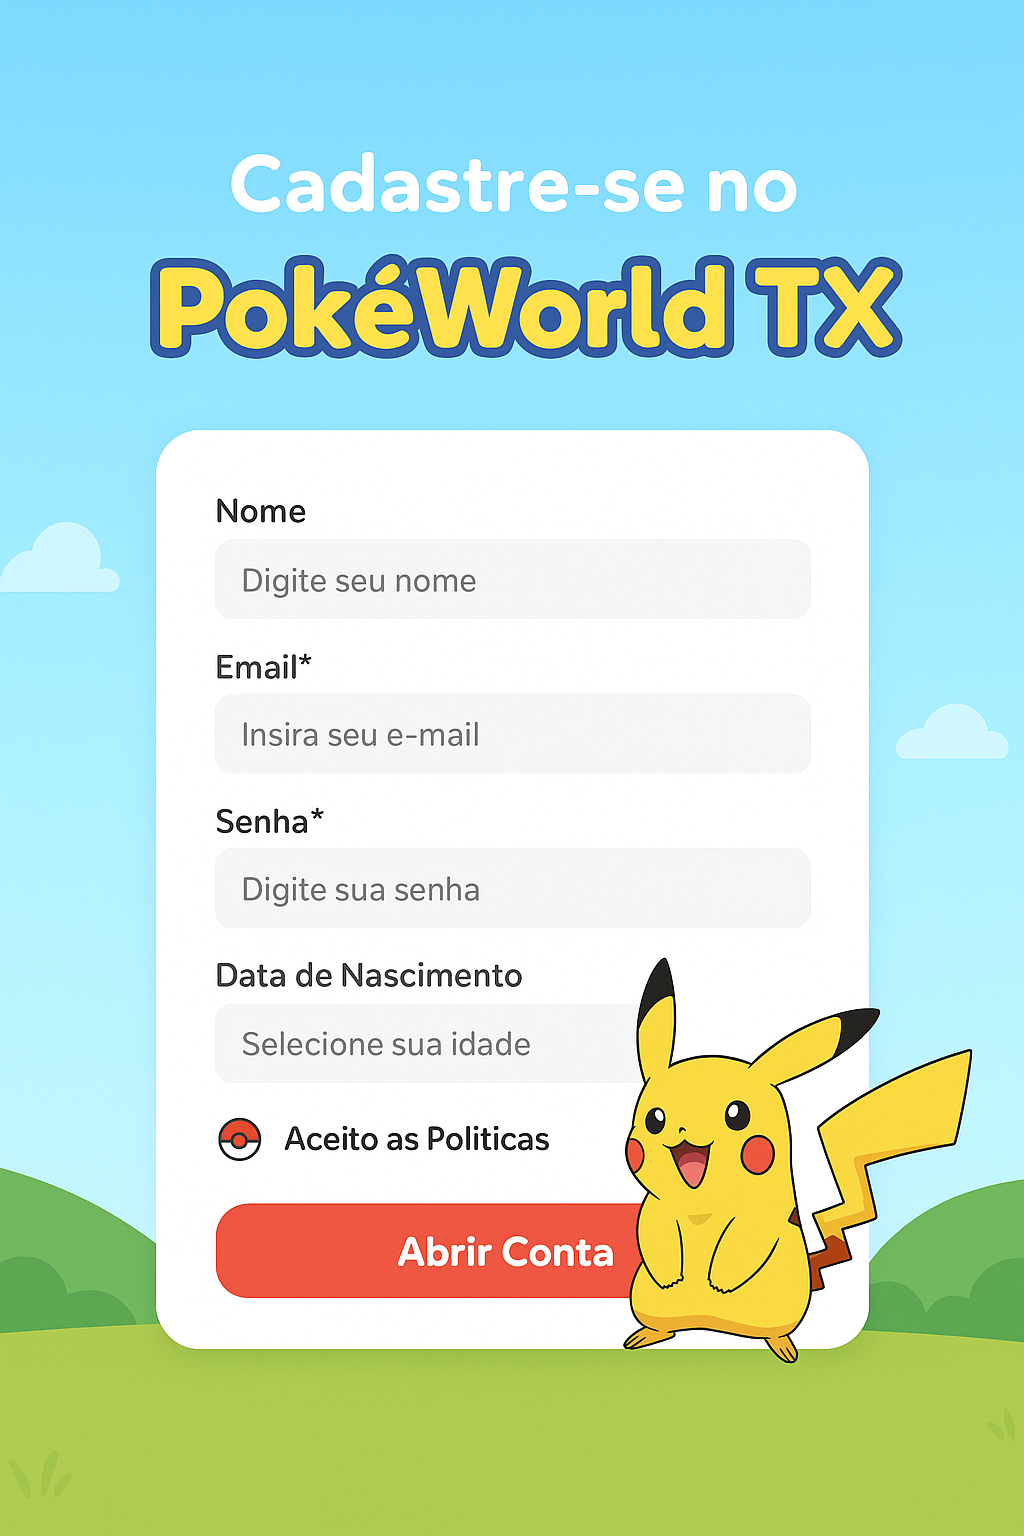 Cadastre-se no
PokéWorld TX
Nome
Digite seu nome
Email*
Insira seu e-mail
Senha*
Digite sua senha
Data de Nascimento
Selecione sua idade
Aceito as Politicas
Abrir Conta